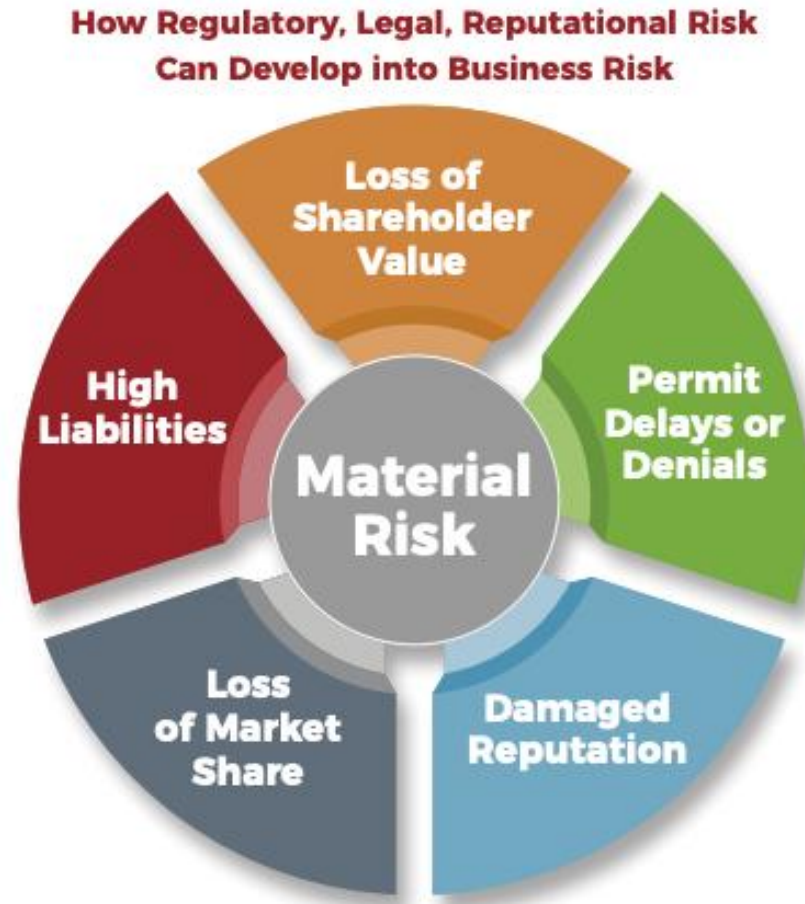 How Regulatory, Legal, Reputational Risk
Can Develop into Business Risk
Loss of
Shareholder
Value
Permit
Delays or
Denials
Damaged
Reputation
Loss
of Market
Share
High
Liabilities
Material
Risk